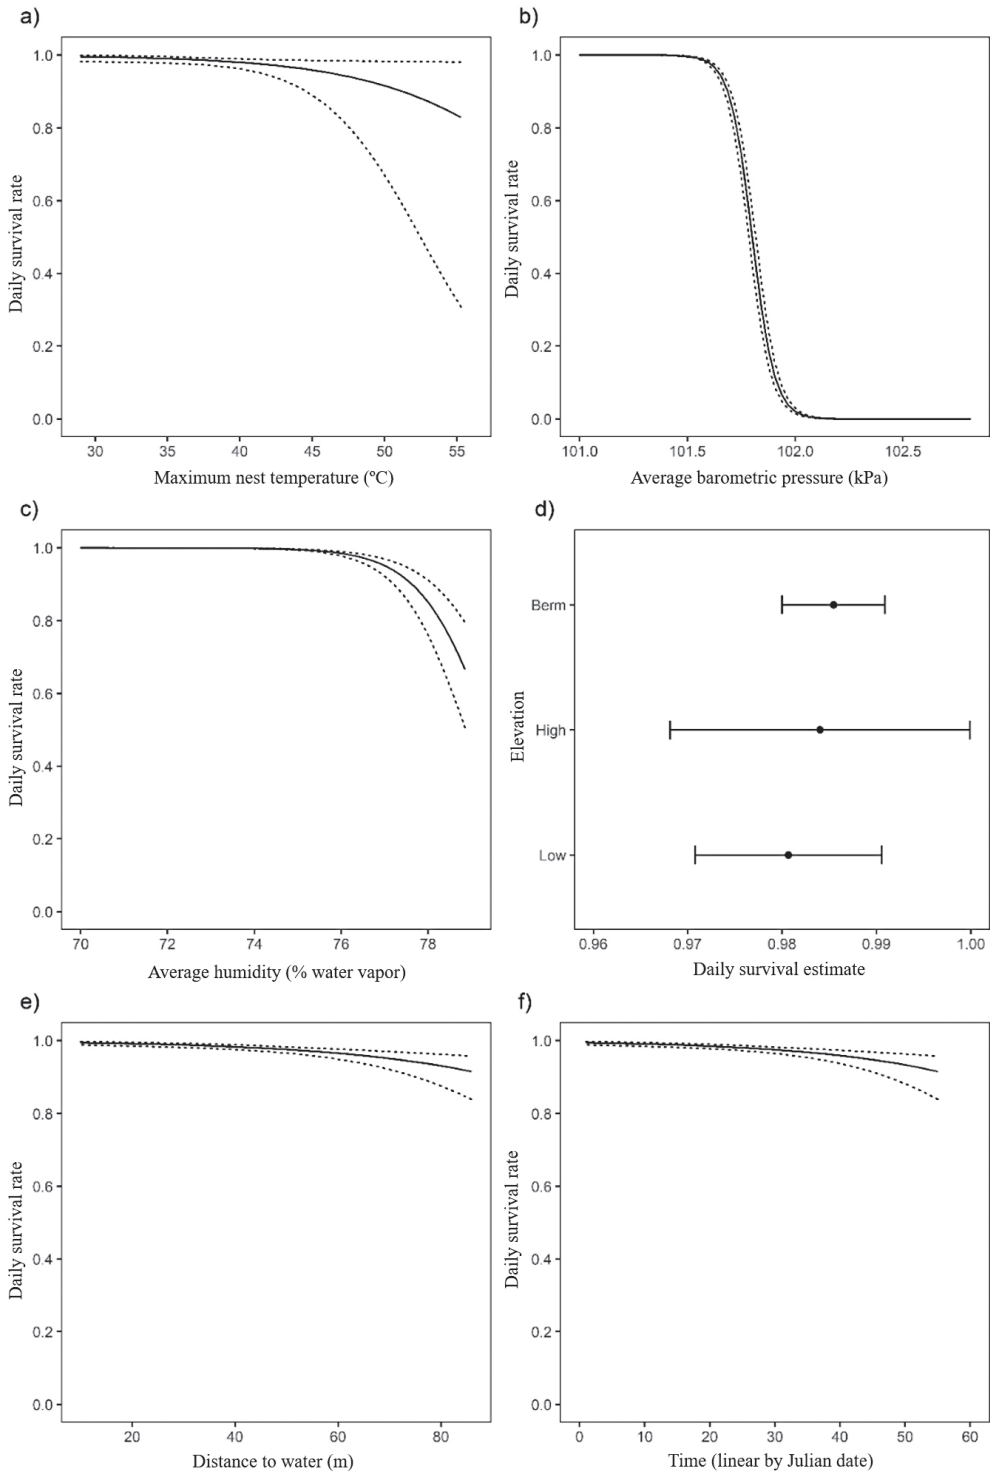 a)
1.0
0.8
0.6
0.4
0.2
0.0
Daily survival rate
30 35 40 45 50 55
Maximum nest temperature (ºC)
b)
1.0
0.8
0.6
0.4
0.2
0.0
Daily survival rate
101.0 101.5 102.0 102.5
Average barometric pressure (kPa)
c)
1.0
0.8
0.6
0.4
0.2
0.0
Daily survival rate
70 72 74 76 78
Average humidity (% water vapor)
d)
Berm
High
Low
Elevation
0.96 0.97 0.98 0.99 1.00
Daily survival estimate
e)
1.0
0.8
0.6
0.4
0.2
0.0
Daily survival rate
20 40 60 80
Distance to water (m)
f)
1.0
0.8
0.6
0.4
0.2
0.0
Daily survival rate
0 10 20 30 40 50 60
Time (linear by Julian date)